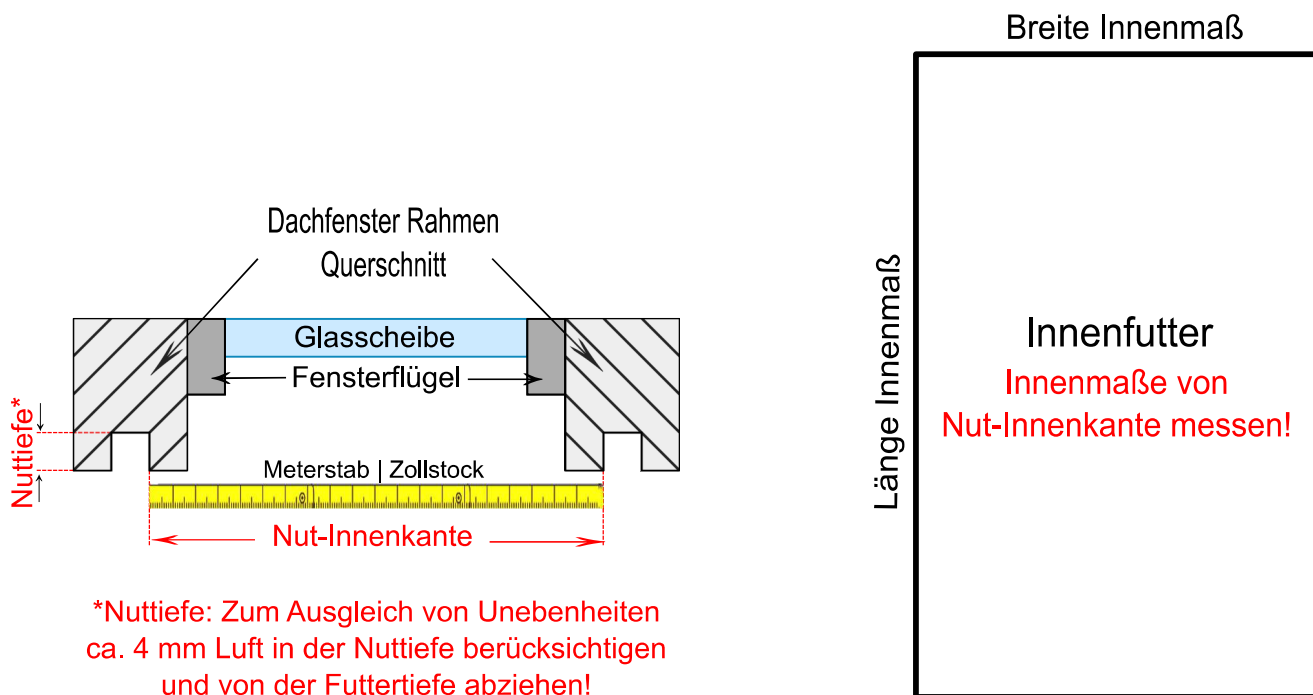 Breite Innenmaß
Dachfenster Rahmen
Querschnitt
Glasscheibe
Fensterflügel
Nuttiefe*
Meterstab | Zollstock
Nut-Innenkante
*Nuttiefe: Zum Ausgleich von Unebenheiten
ca. 4 mm Luft in der Nuttiefe berücksichtigen
und von der Futtertiefe abziehen!
Länge Innenmaß
Innenfutter
Innenmaße von
Nut-Innenkante messen!